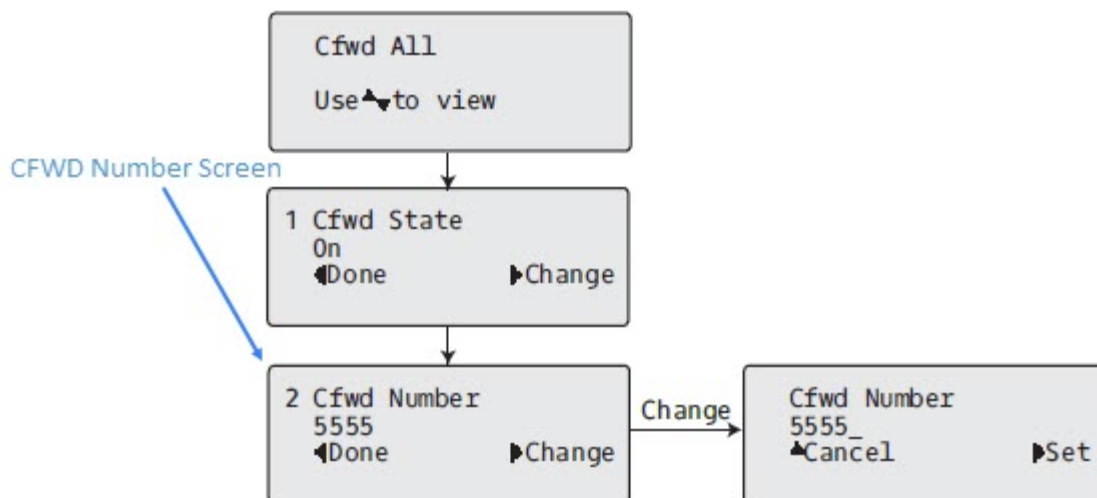 Cfwd All
Use to view
CFWD Number Screen
1 Cfwd State
On
Done Change
2 Cfwd Number
5555
Done Change
Change
Cfwd Number
5555_
Cancel Set